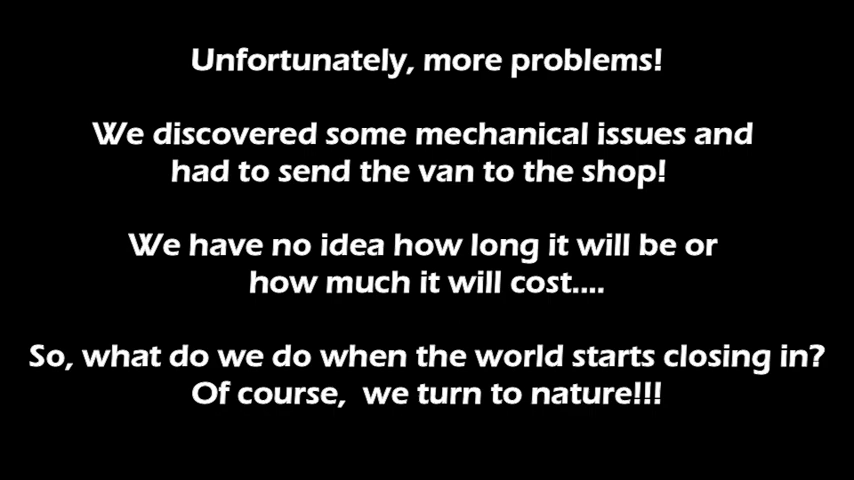 Unfortunately, more problems!
We discovered some mechanical issues and
had to send the van to the shop!
We have no idea how long it will be or
how much it will cost....
So, what do we do when the world starts closing in?
Of course,  we turn to nature!!!